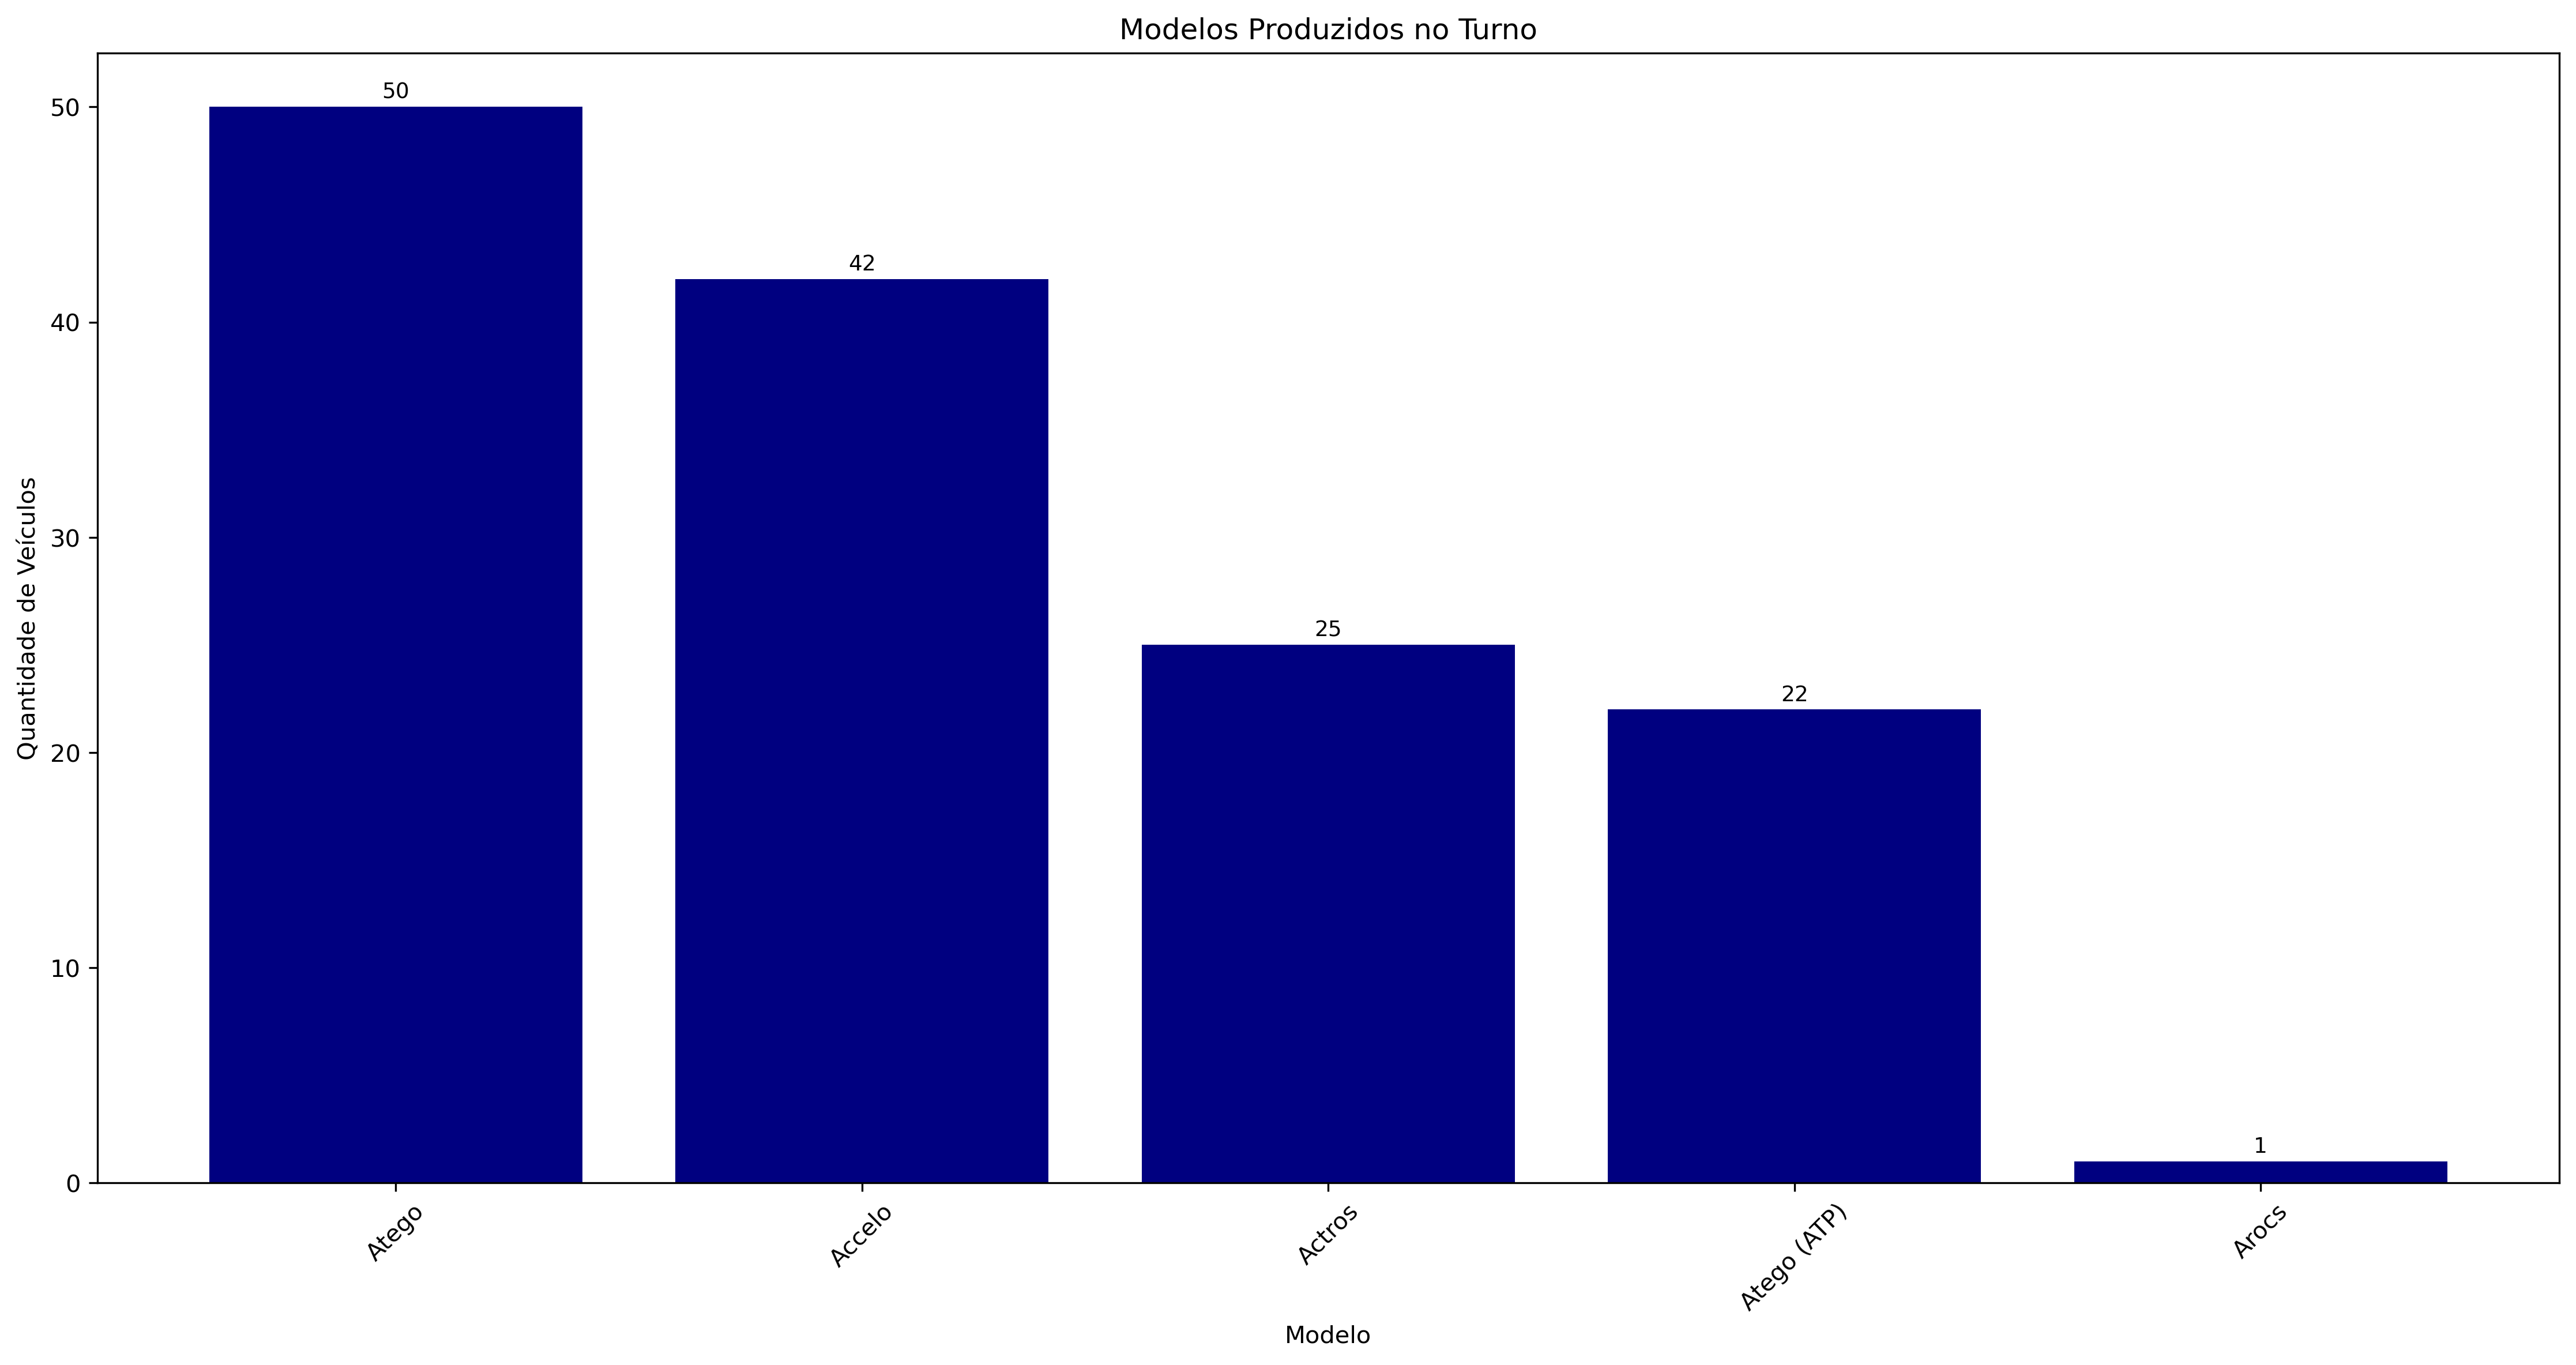 Modelos Produzidos no Turno
Quantidade de Veículos
50
40
30
20
10
0
50
42
25
22
1
Atego
Accelo
Actros
Atego (ATP)
Arocs
Modelo